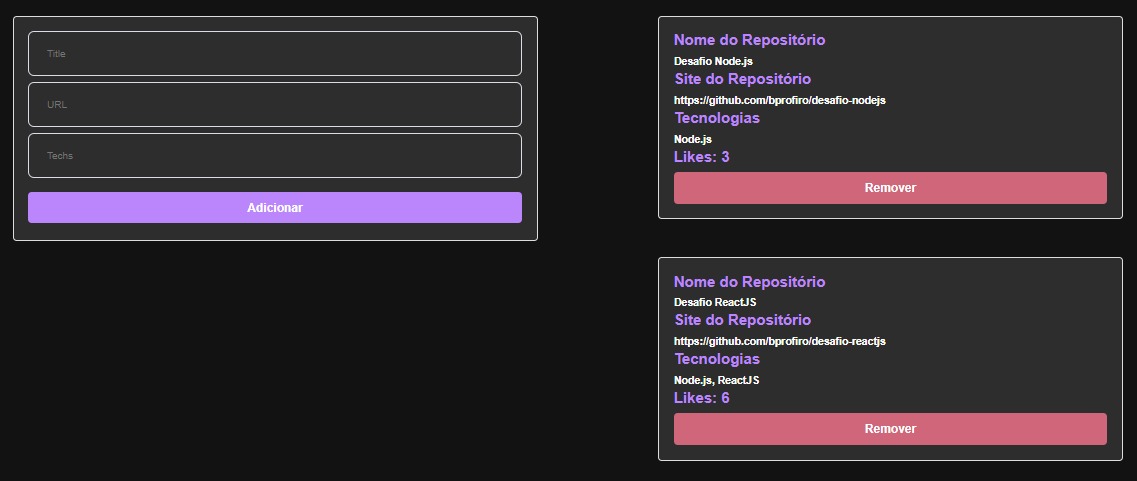 Title
URL
Techs
Adicionar
Nome do Repositório
Desafio Node.js
Site do Repositório
https://github.com/bprofiro/desafio-nodejs
Tecnologias
Node.js
Likes: 3
Remover
Nome do Repositório
Desafio ReactJS
Site do Repositório
https://github.com/bprofiro/desafio-reactjs
Tecnologias
Node.js, ReactJS
Likes: 6
Remover